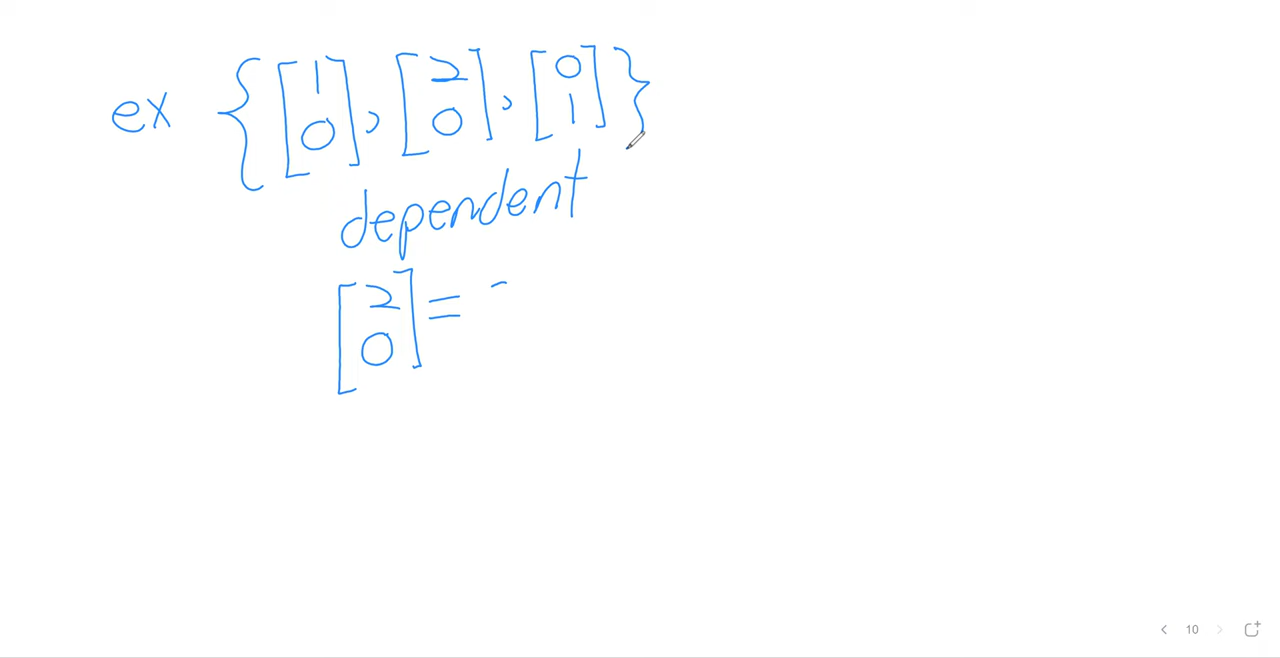 ex { [1 0], [2 0], [0 1] }
dependent
[2 0] =
10